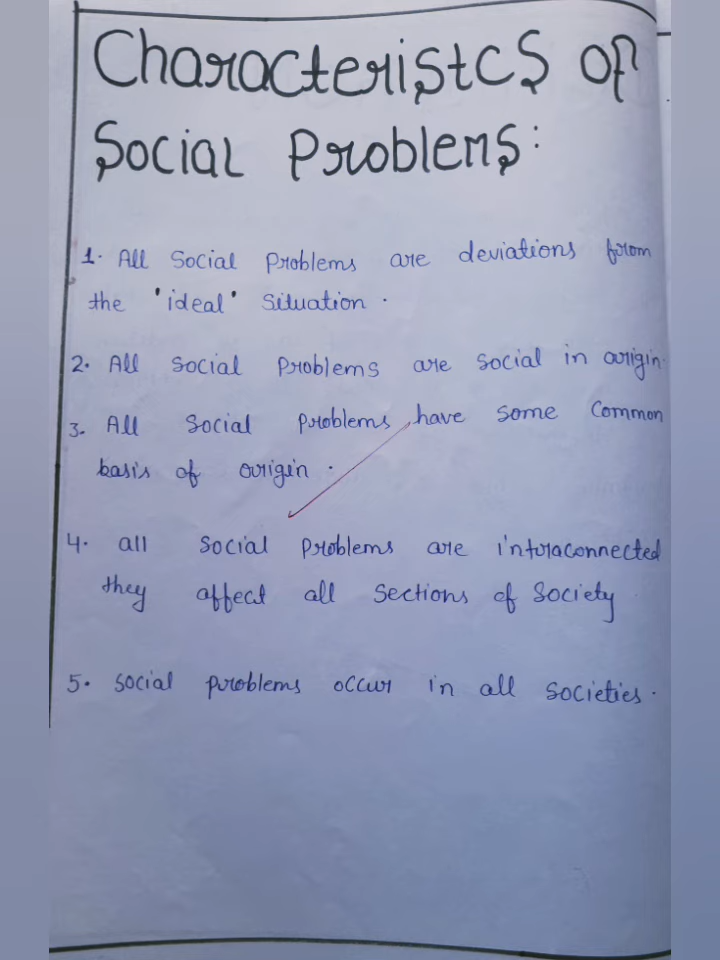 Characteristcs of
Social Problems:
1. All Social Problems are deviations from
the 'ideal' Situation.
2. All social Problems are social in origin.
3. All Social Problems have some Common
basis of origin.
4. all Social Problems are interaconnected
they affect all Sections of Society
5. Social problems occur in all societies.